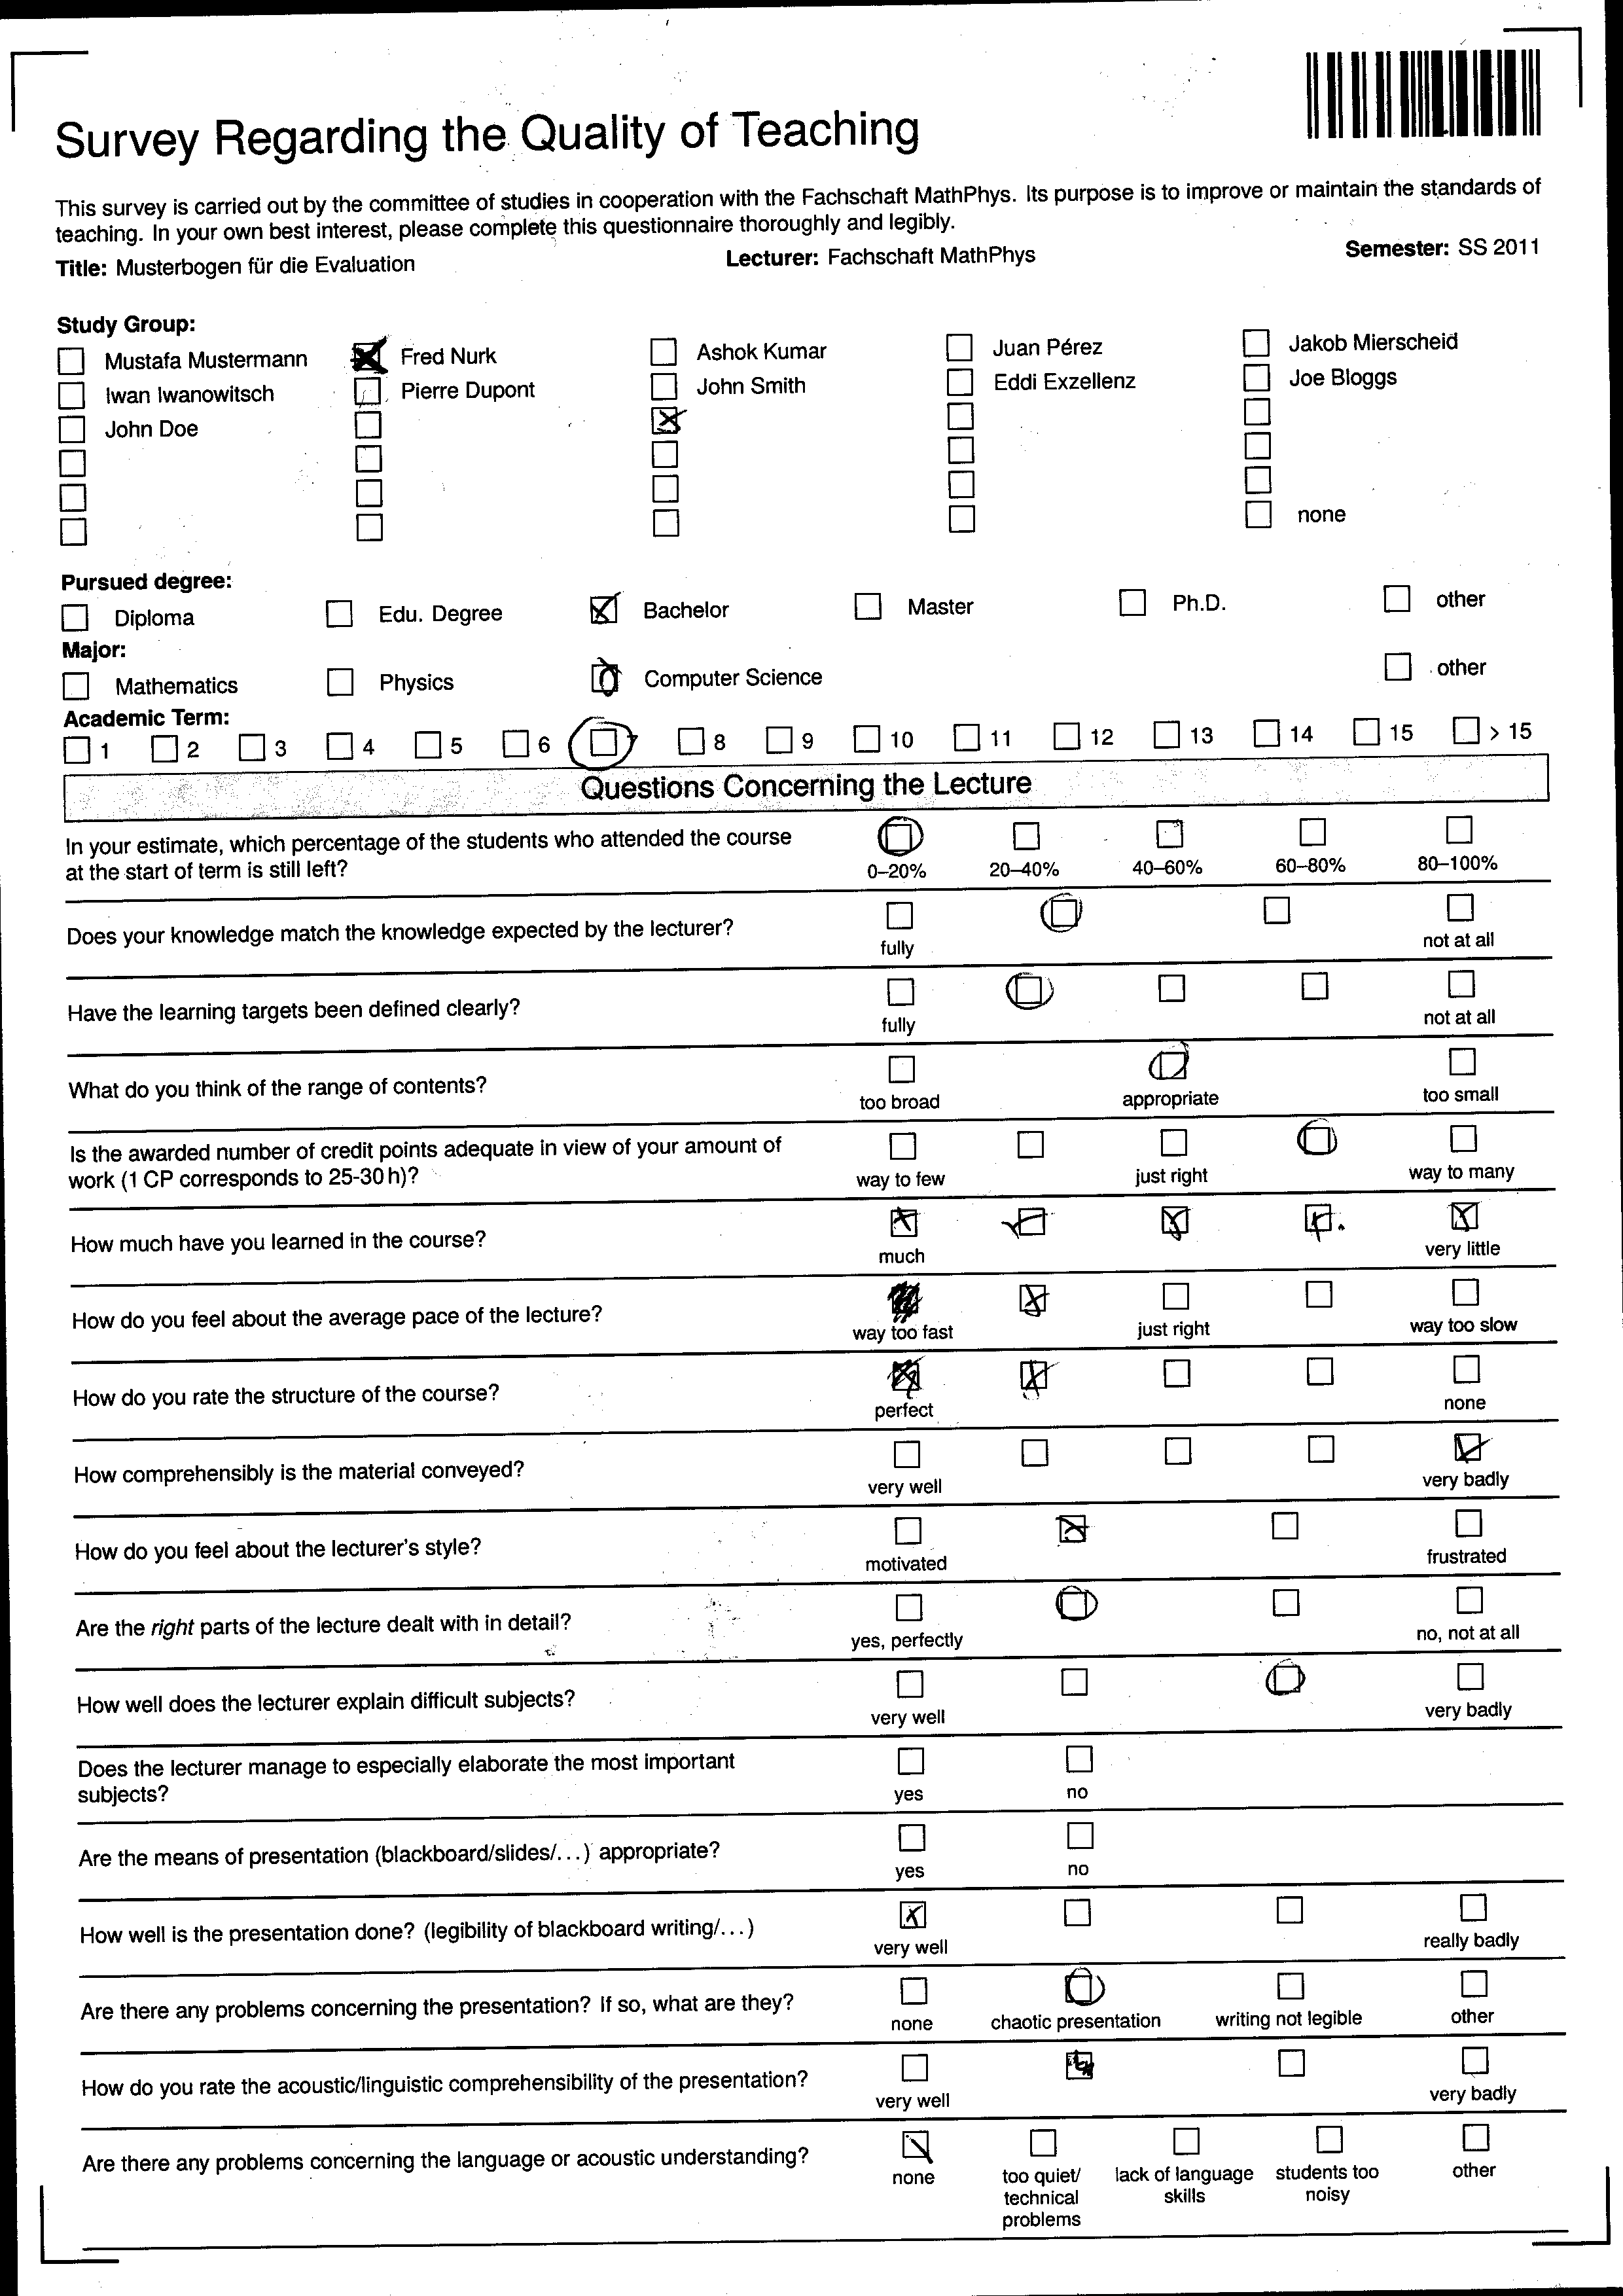 Survey Regarding the Quality of Teaching
This survey is carried out by the committee of studies in cooperation with the Fachschaft MathPhys. Its purpose is to improve or maintain the standards of
teaching. In your own best interest, please complete this questionnaire thoroughly and legibly.
Title: Musterbogen für die Evaluation Lecturer: Fachschaft MathPhys Semester: SS 2011
Study Group:
Mustafa Mustermann Fred Nurk Ashok Kumar Juan Pérez Jakob Mierscheid
Iwan Iwanowitsch Pierre Dupont John Smith Eddi Exzellenz Joe Bloggs
John Doe
none
Pursued degree:
Diploma Edu. Degree Bachelor Master Ph.D. other
Major:
Mathematics Physics Computer Science other
Academic Term:
1 2 3 4 5 6 7 8 9 10 11 12 13 14 15 > 15
Questions Concerning the Lecture
In your estimate, which percentage of the students who attended the course
at the start of term is still left?
0–20% 20–40% 40–60% 60–80% 80–100%
Does your knowledge match the knowledge expected by the lecturer?
fully not at all
Have the learning targets been defined clearly?
fully not at all
What do you think of the range of contents?
too broad appropriate too small
Is the awarded number of credit points adequate in view of your amount of
work (1 CP corresponds to 25-30 h)?
way to few just right way to many
How much have you learned in the course?
much very little
How do you feel about the average pace of the lecture?
way too fast just right way too slow
How do you rate the structure of the course?
perfect none
How comprehensibly is the material conveyed?
very well very badly
How do you feel about the lecturer's style?
motivated frustrated
Are the right parts of the lecture dealt with in detail?
yes, perfectly no, not at all
How well does the lecturer explain difficult subjects?
very well very badly
Does the lecturer manage to especially elaborate the most important
subjects?
yes no
Are the means of presentation (blackboard/slides/...) appropriate?
yes no
How well is the presentation done? (legibility of blackboard writing/...)
very well really badly
Are there any problems concerning the presentation? If so, what are they?
none chaotic presentation writing not legible other
How do you rate the acoustic/linguistic comprehensibility of the presentation?
very well very badly
Are there any problems concerning the language or acoustic understanding?
none too quiet/ lack of language students too other
technical skills noisy
problems